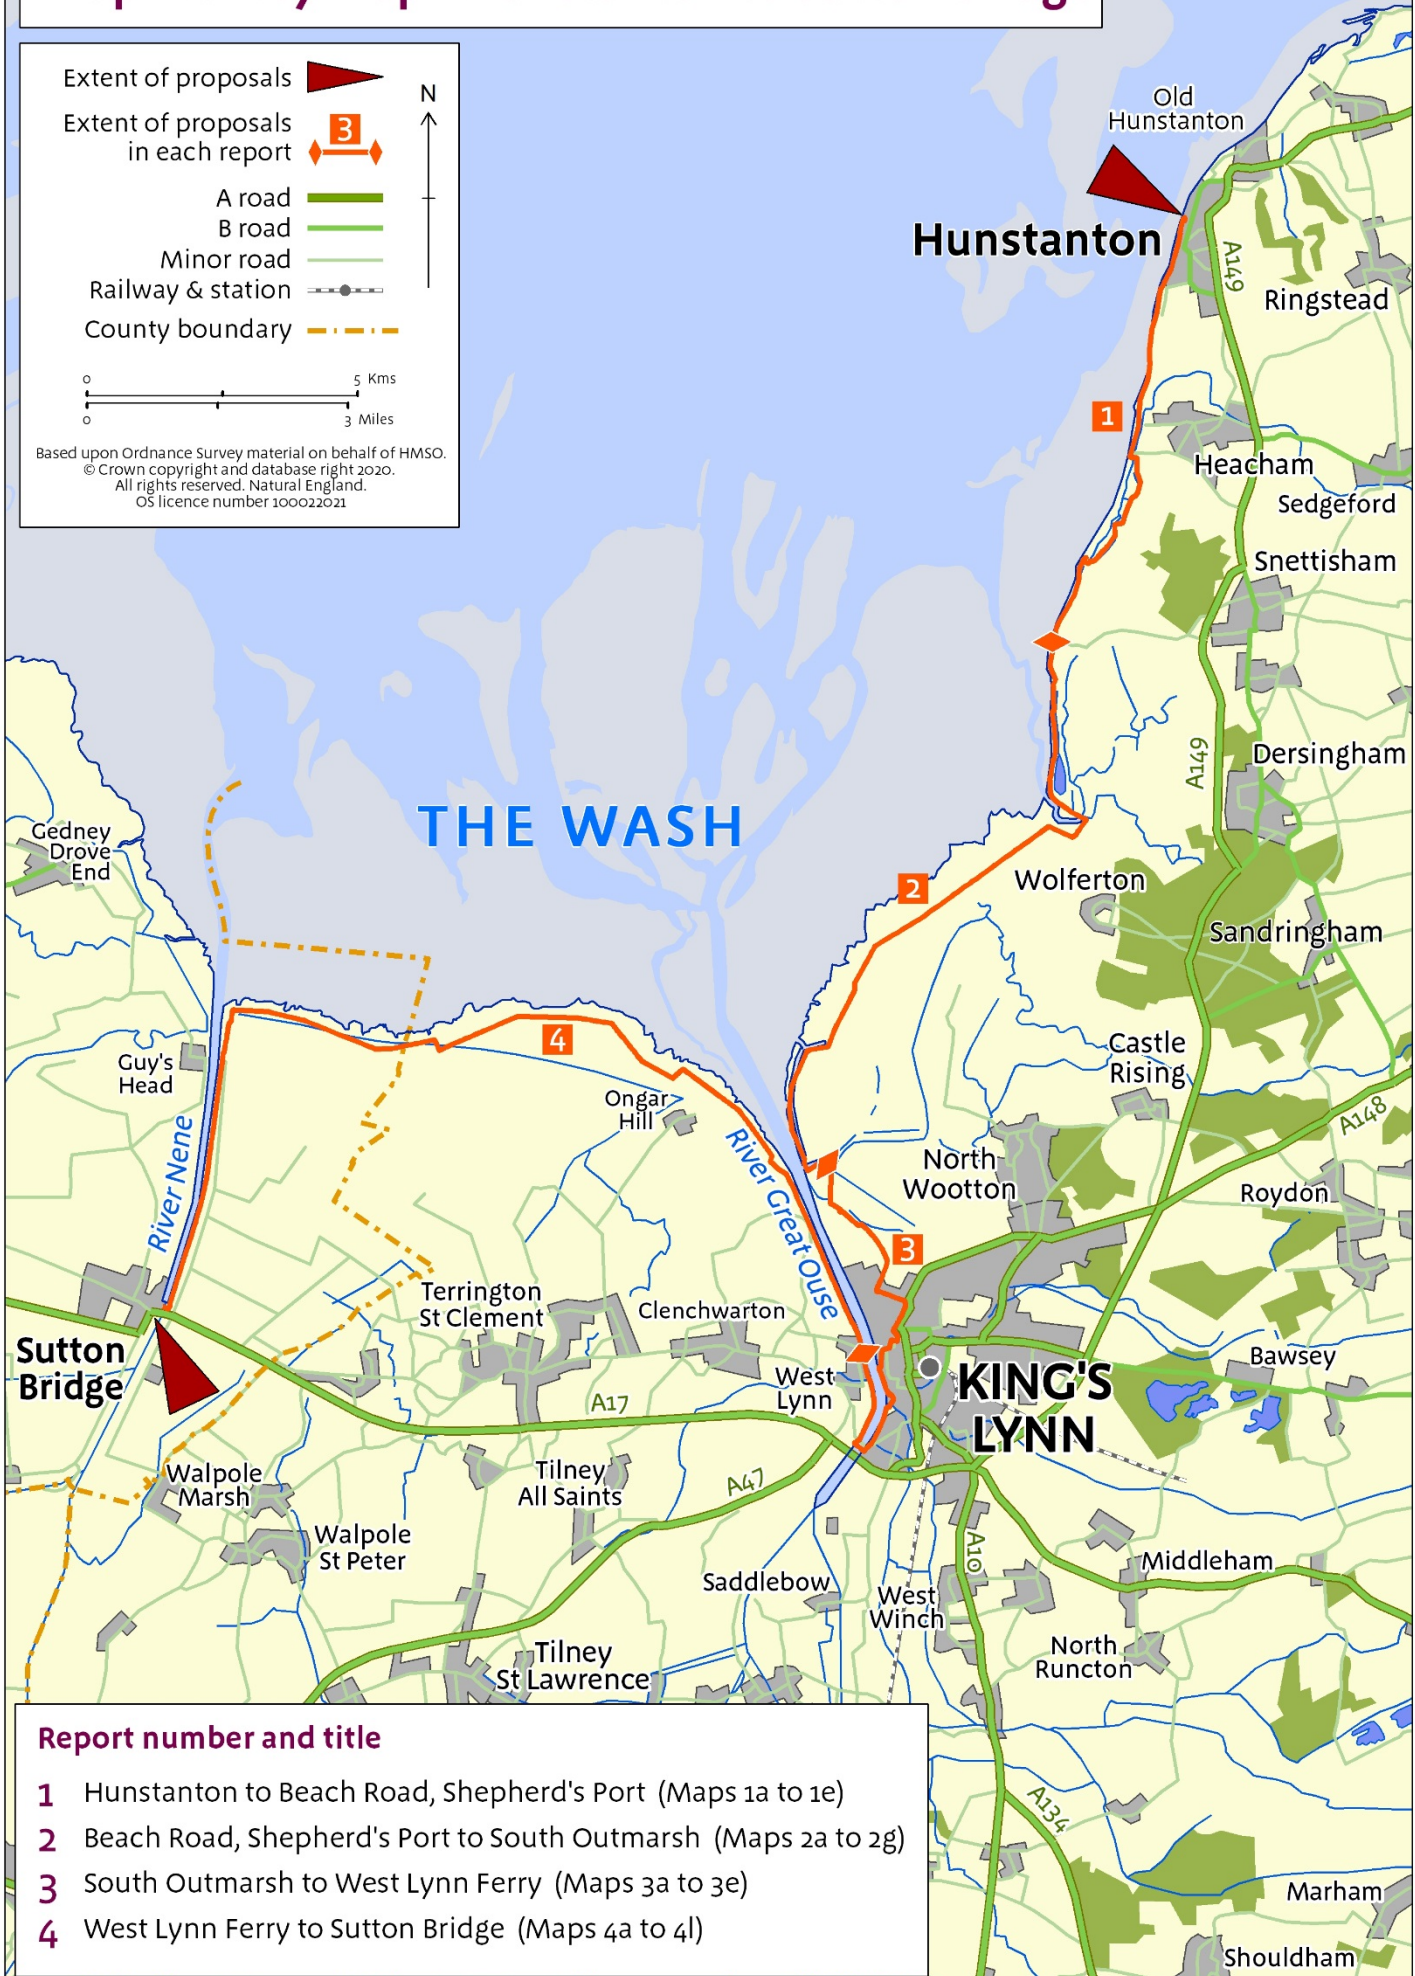 Extent of proposals
Extent of proposals
in each report
3
A road
B road
Minor road
Railway & station
County boundary
N
0 5 Kms
0 3 Miles
Based upon Ordnance Survey material on behalf of HMSO.
© Crown copyright and database right 2020.
All rights reserved. Natural England.
OS licence number 100022021
Old
Hunstanton
Hunstanton
A149
Ringstead
1
Heacham
Sedgeford
Snettisham
A149
Dersingham
THE WASH
Gedney
Drove
End
2
Wolferton
Sandringham
4
Guy's
Head
Castle
Rising
Ongar
Hill
A148
River Nene
River Great Ouse
North
Wootton
Roydon
3
Terrington
St Clement
Clenchwarton
Sutton
Bridge
West
Lynn
KING'S
LYNN
Bawsey
A17
Walpole
Marsh
Tilney
All Saints
A47
Walpole
St Peter
A10
Middleham
Saddlebow
West
Winch
North
Runcton
Tilney
St Lawrence
A134
Marham
Shouldham
Report number and title
1 Hunstanton to Beach Road, Shepherd's Port (Maps 1a to 1e)
2 Beach Road, Shepherd's Port to South Outmarsh (Maps 2a to 2g)
3 South Outmarsh to West Lynn Ferry (Maps 3a to 3e)
4 West Lynn Ferry to Sutton Bridge (Maps 4a to 4l)